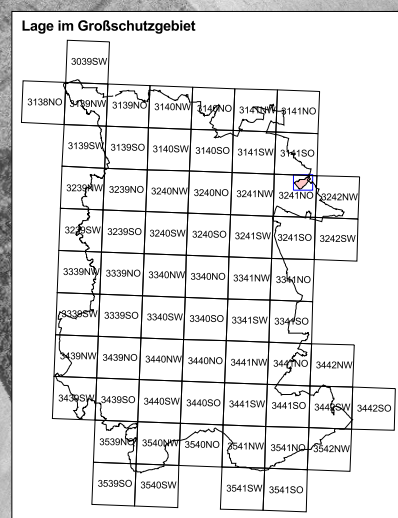 Lage im Großschutzgebiet
3039SW
3138NO 3139NW 3139NO 3140NW 3140NO 3141NW 3141NO
3139SW 3139SO 3140SW 3140SO 3141SW 3141SO
3239NW 3239NO 3240NW 3240NO 3241NW 3241NO 3242NW
3239SW 3239SO 3240SW 3240SO 3241SW 3241SO 3242SW
3339NW 3339NO 3340NW 3340NO 3341NW 3341NO
3339SW 3339SO 3340SW 3340SO 3341SW 3341SO
3439NW 3439NO 3440NW 3440NO 3441NW 3441NO 3442NW
3439SW 3439SO 3440SW 3440SO 3441SW 3441SO 3442SW 3442SO
3539NO 3540NW 3540NO 3541NW 3541NO 3542NW
3539SO 3540SW 3541SW 3541SO